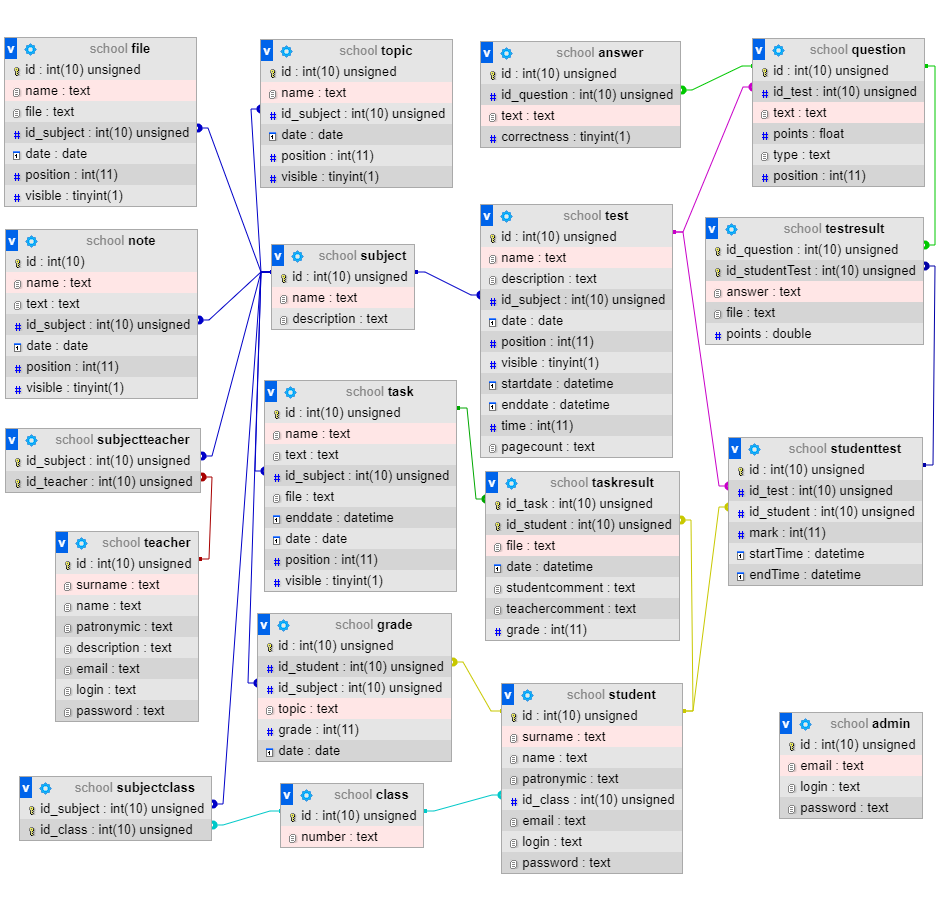 v school file
id : int(10) unsigned
name : text
file : text
id_subject : int(10) unsigned
date : date
position : int(11)
visible : tinyint(1)
v school topic
id : int(10) unsigned
name : text
id_subject : int(10) unsigned
date : date
position : int(11)
visible : tinyint(1)
v school answer
id : int(10) unsigned
id_question : int(10) unsigned
text : text
correctness : tinyint(1)
v school question
id : int(10) unsigned
id_test : int(10) unsigned
text : text
points : float
type : text
position : int(11)
v school note
id : int(10)
name : text
text : text
id_subject : int(10) unsigned
date : date
position : int(11)
visible : tinyint(1)
v school subject
id : int(10) unsigned
name : text
description : text
v school test
id : int(10) unsigned
name : text
description : text
id_subject : int(10) unsigned
date : date
position : int(11)
visible : tinyint(1)
startdate : datetime
enddate : datetime
time : int(11)
pagecount : text
v school testresult
id_question : int(10) unsigned
id_studentTest : int(10) unsigned
answer : text
file : text
points : double
v school subjectteacher
id_subject : int(10) unsigned
id_teacher : int(10) unsigned
v school task
id : int(10) unsigned
name : text
text : text
id_subject : int(10) unsigned
file : text
enddate : datetime
date : date
position : int(11)
visible : tinyint(1)
v school taskresult
id_task : int(10) unsigned
id_student : int(10) unsigned
file : text
date : datetime
studentcomment : text
teachercomment : text
grade : int(11)
v school studenttest
id : int(10) unsigned
id_test : int(10) unsigned
id_student : int(10) unsigned
mark : int(11)
startTime : datetime
endTime : datetime
v school teacher
id : int(10) unsigned
surname : text
name : text
patronymic : text
description : text
email : text
login : text
password : text
v school grade
id : int(10) unsigned
id_student : int(10) unsigned
id_subject : int(10) unsigned
topic : text
grade : int(11)
date : date
v school student
id : int(10) unsigned
surname : text
name : text
patronymic : text
id_class : int(10) unsigned
email : text
login : text
password : text
v school admin
id : int(10) unsigned
email : text
login : text
password : text
v school subjectclass
id_subject : int(10) unsigned
id_class : int(10) unsigned
v school class
id : int(10) unsigned
number : text